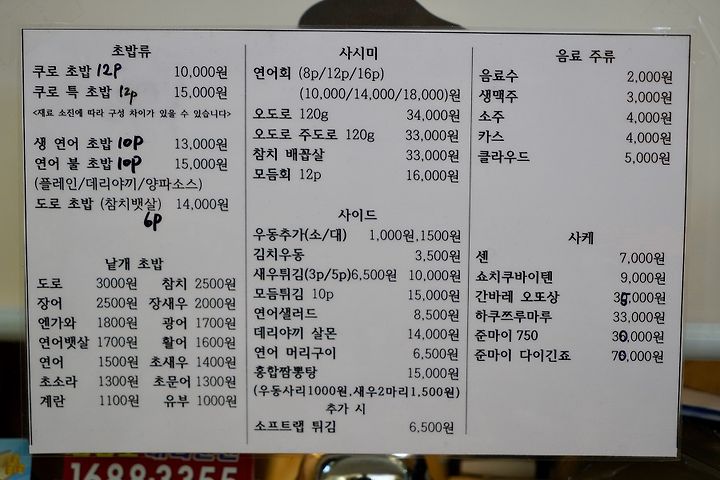 초밥류
쿠로 초밥 12P 10,000원
쿠로 특 초밥 12p 15,000원
<재료 소진에 따라 구성 차이가 있을 수 있습니다>
생 연어 초밥 10P 13,000원
연어 불 초밥 10P 15,000원
(플레인/데리야끼/양파소스)
도로 초밥 (참치뱃살) 14,000원
6P
낱개 초밥
도로 3000원 참치 2500원
장어 2500원 장새우 2000원
엔가와 1800원 광어 1700원
연어뱃살 1700원 활어 1600원
연어 1500원 초새우 1400원
초소라 1300원 초문어 1300원
계란 1100원 유부 1000원
사시미
연어회 (8p/12p/16p)
(10,000/14,000/18,000)원
오도로 120g 34,000원
오도로 주도로 120g 33,000원
참치 배꼽살 33,000원
모듬회 12p 16,000원
사이드
우동추가(소/대) 1,000원,1500원
김치우동 3,500원
새우튀김(3p/5p)6,500원 10,000원
모듬튀김 10p 15,000원
연어샐러드 8,500원
데리야끼 살몬 14,000원
연어 머리구이 6,500원
홍합짬뽕탕 15,000원
(우동사리1000원,새우2마리1,500원)
추가 시
소프트랩 튀김 6,500원
음료 주류
음료수 2,000원
생맥주 3,000원
소주 4,000원
카스 4,000원
클라우드 5,000원
사케
센 7,000원
쇼치쿠바이텐 9,000원
간바레 오또상 35,000원
하쿠쯔루마루 33,000원
준마이 750 30,000원
준마이 다이긴죠 70,000원
1688-3355